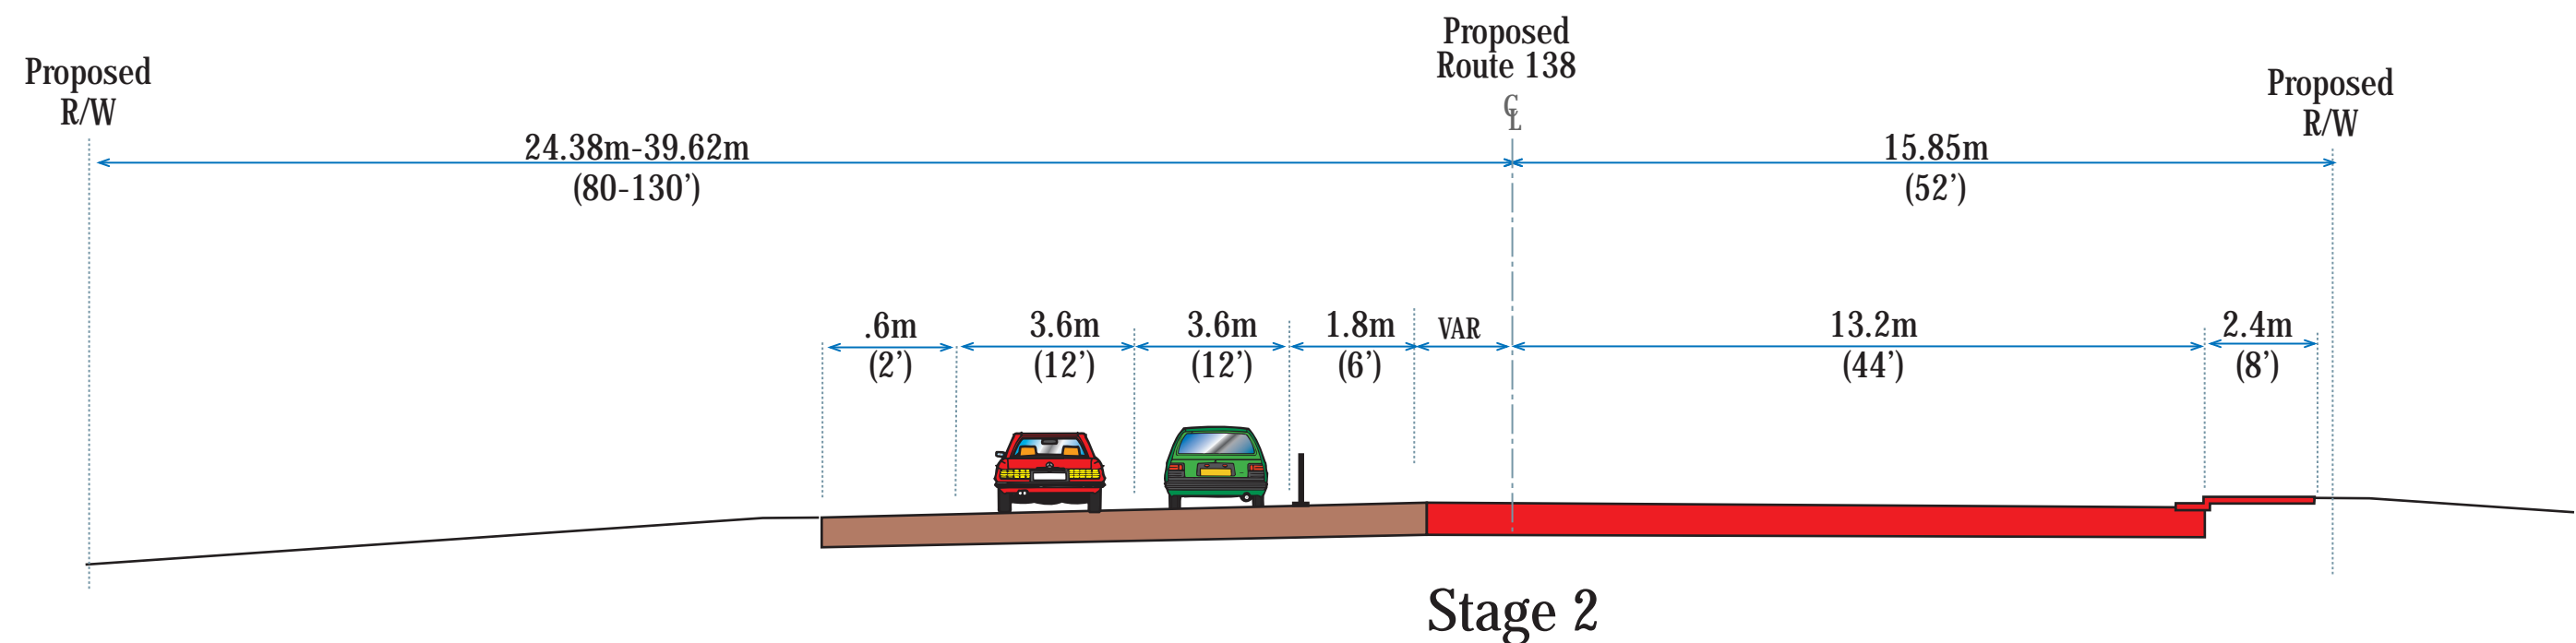 Proposed
Route 138
CL
Proposed
R/W
Proposed
R/W
24.38m-39.62m
(80-130’)
15.85m
(52’)
.6m
(2’)
3.6m
(12’)
3.6m
(12’)
1.8m
(6’)
VAR
13.2m
(44’)
2.4m
(8’)
Stage 2